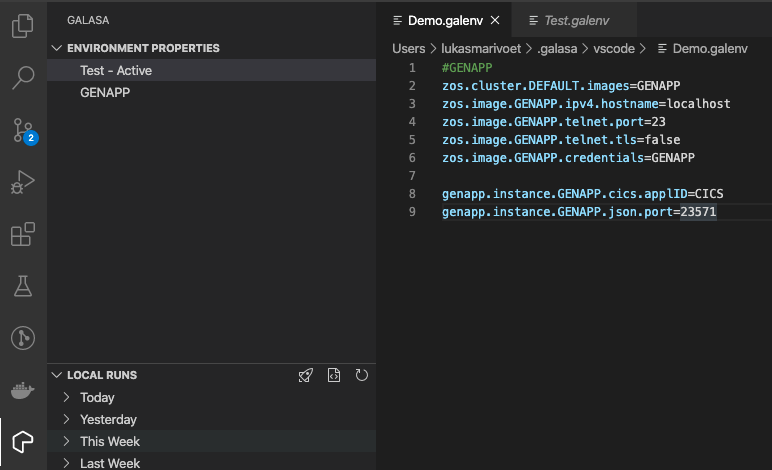 GALASA
ENVIRONMENT PROPERTIES
Test - Active
GENAPP
2
LOCAL RUNS
Today
Yesterday
This Week
Last Week
Demo.galenv
Test.galenv
Users > lukasmarivoet > .galasa > vscode > Demo.galenv
1 #GENAPP
2 zos.cluster.DEFAULT.images=GENAPP
3 zos.image.GENAPP.ipv4.hostname=localhost
4 zos.image.GENAPP.telnet.port=23
5 zos.image.GENAPP.telnet.tls=false
6 zos.image.GENAPP.credentials=GENAPP
7
8 genapp.instance.GENAPP.cics.applID=CICS
9 genapp.instance.GENAPP.json.port=23571